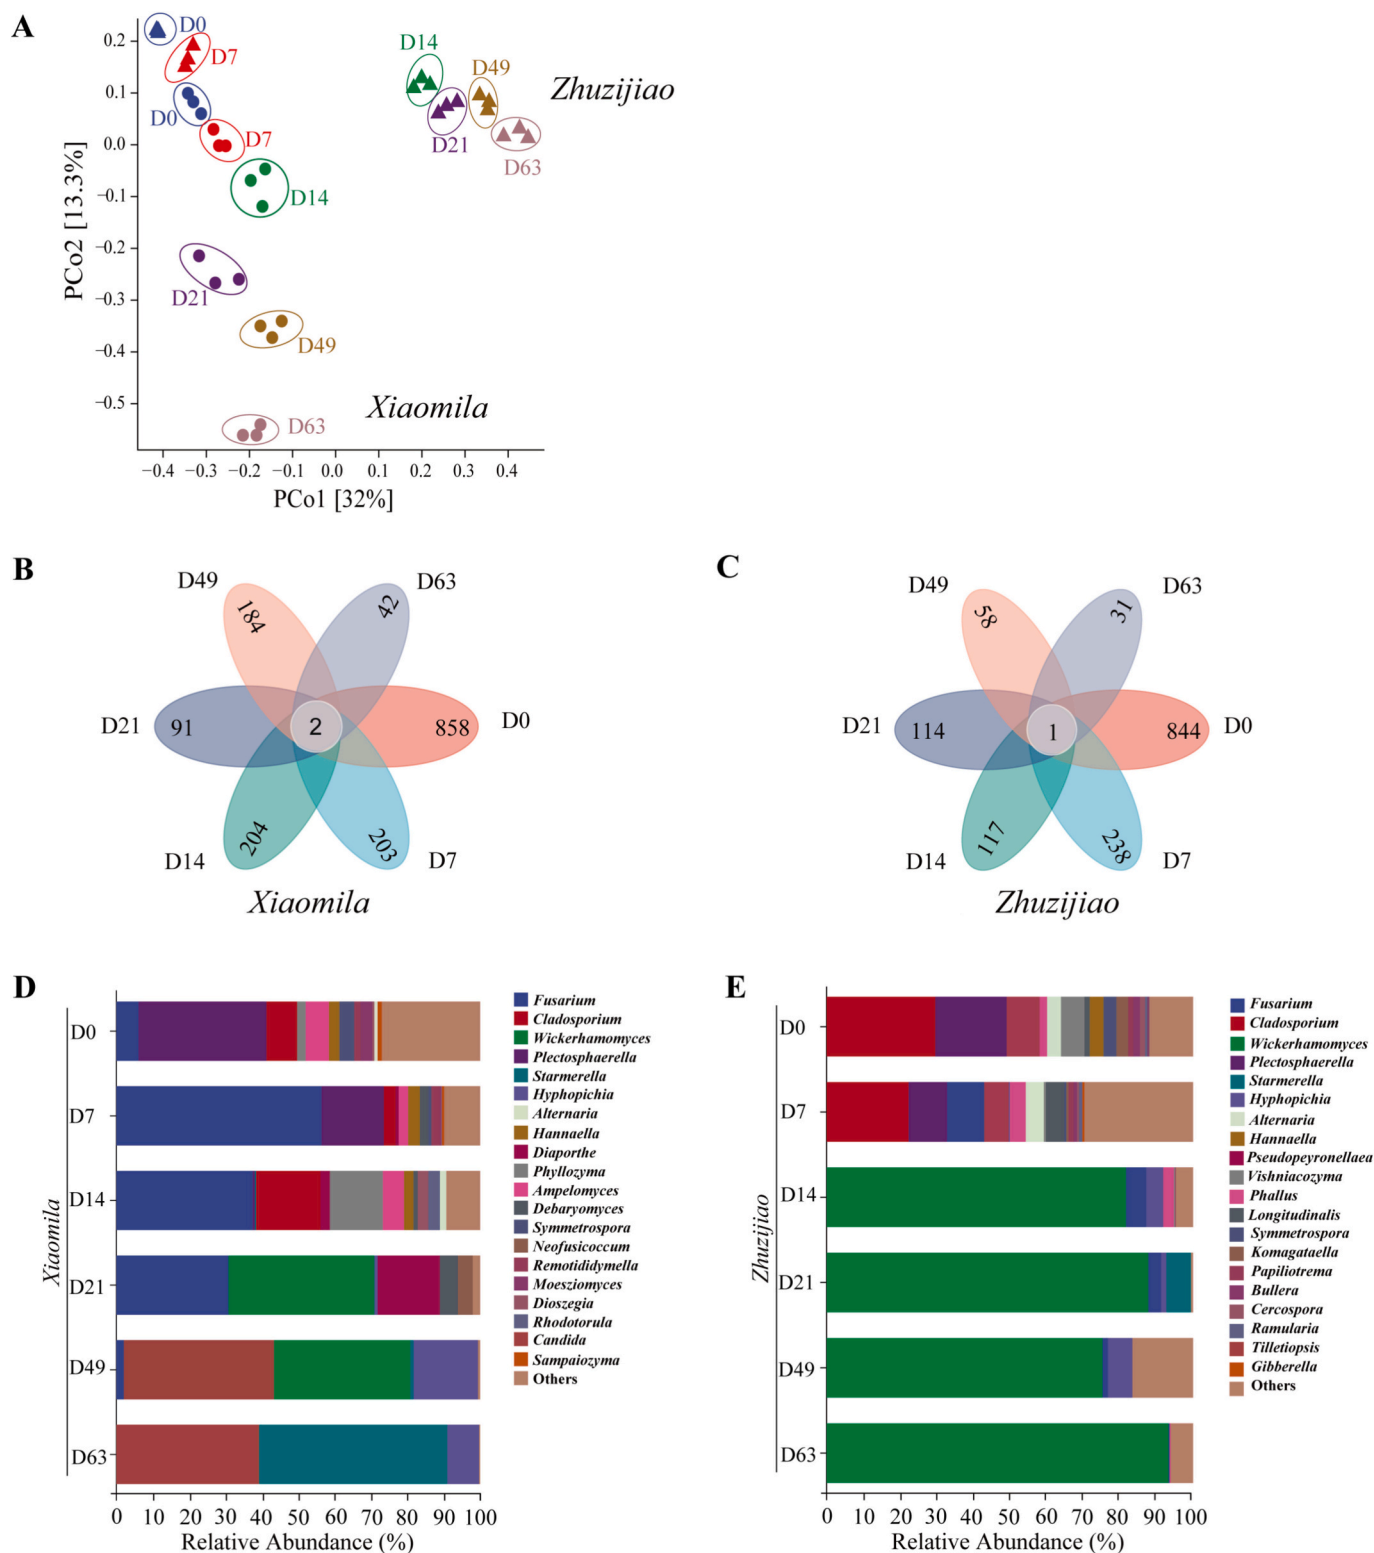 A
0.2
0.1
0.0
−0.1
−0.2
−0.3
−0.4
−0.5
PCo2 [13.3%]
D0
D7
D0
D7
D14
D21
D49
D63
D14
D49
D21
D63
Zhuzijiao
Xiaomila
−0.4 −0.3 −0.2 −0.1 0.0 0.1 0.2 0.3 0.4
PCo1 [32%]
B
D49
D63
184
42
D21
91
2
858
D0
204
203
D14
D7
Xiaomila
C
D49
D63
58
31
D21
114
1
844
D0
117
238
D14
D7
Zhuzijiao
D
Xiaomila
D0
D7
D14
D21
D49
D63
0 10 20 30 40 50 60 70 80 90 100
Relative Abundance (%)
Fusarium
Cladosporium
Wickerhamomyces
Plectosphaerella
Starmerella
Hyphopichia
Alternaria
Hannaella
Diaporthe
Phyllozyma
Ampelomyces
Debaryomyces
Symmetrospora
Neofusicoccum
Remotididymella
Moesziomyces
Dioszegia
Rhodotorula
Candida
Sampaiozyma
Others
E
Zhuzijiao
D0
D7
D14
D21
D49
D63
0 10 20 30 40 50 60 70 80 90 100
Relative Abundance (%)
Fusarium
Cladosporium
Wickerhamomyces
Plectosphaerella
Starmerella
Hyphopichia
Alternaria
Hannaella
Pseudopeyronellaea
Vishniacozyma
Phallus
Longitudinalis
Symmetrospora
Komagataella
Papiliotrema
Bullera
Cercospora
Ramularia
Tilletiopsis
Gibberella
Others